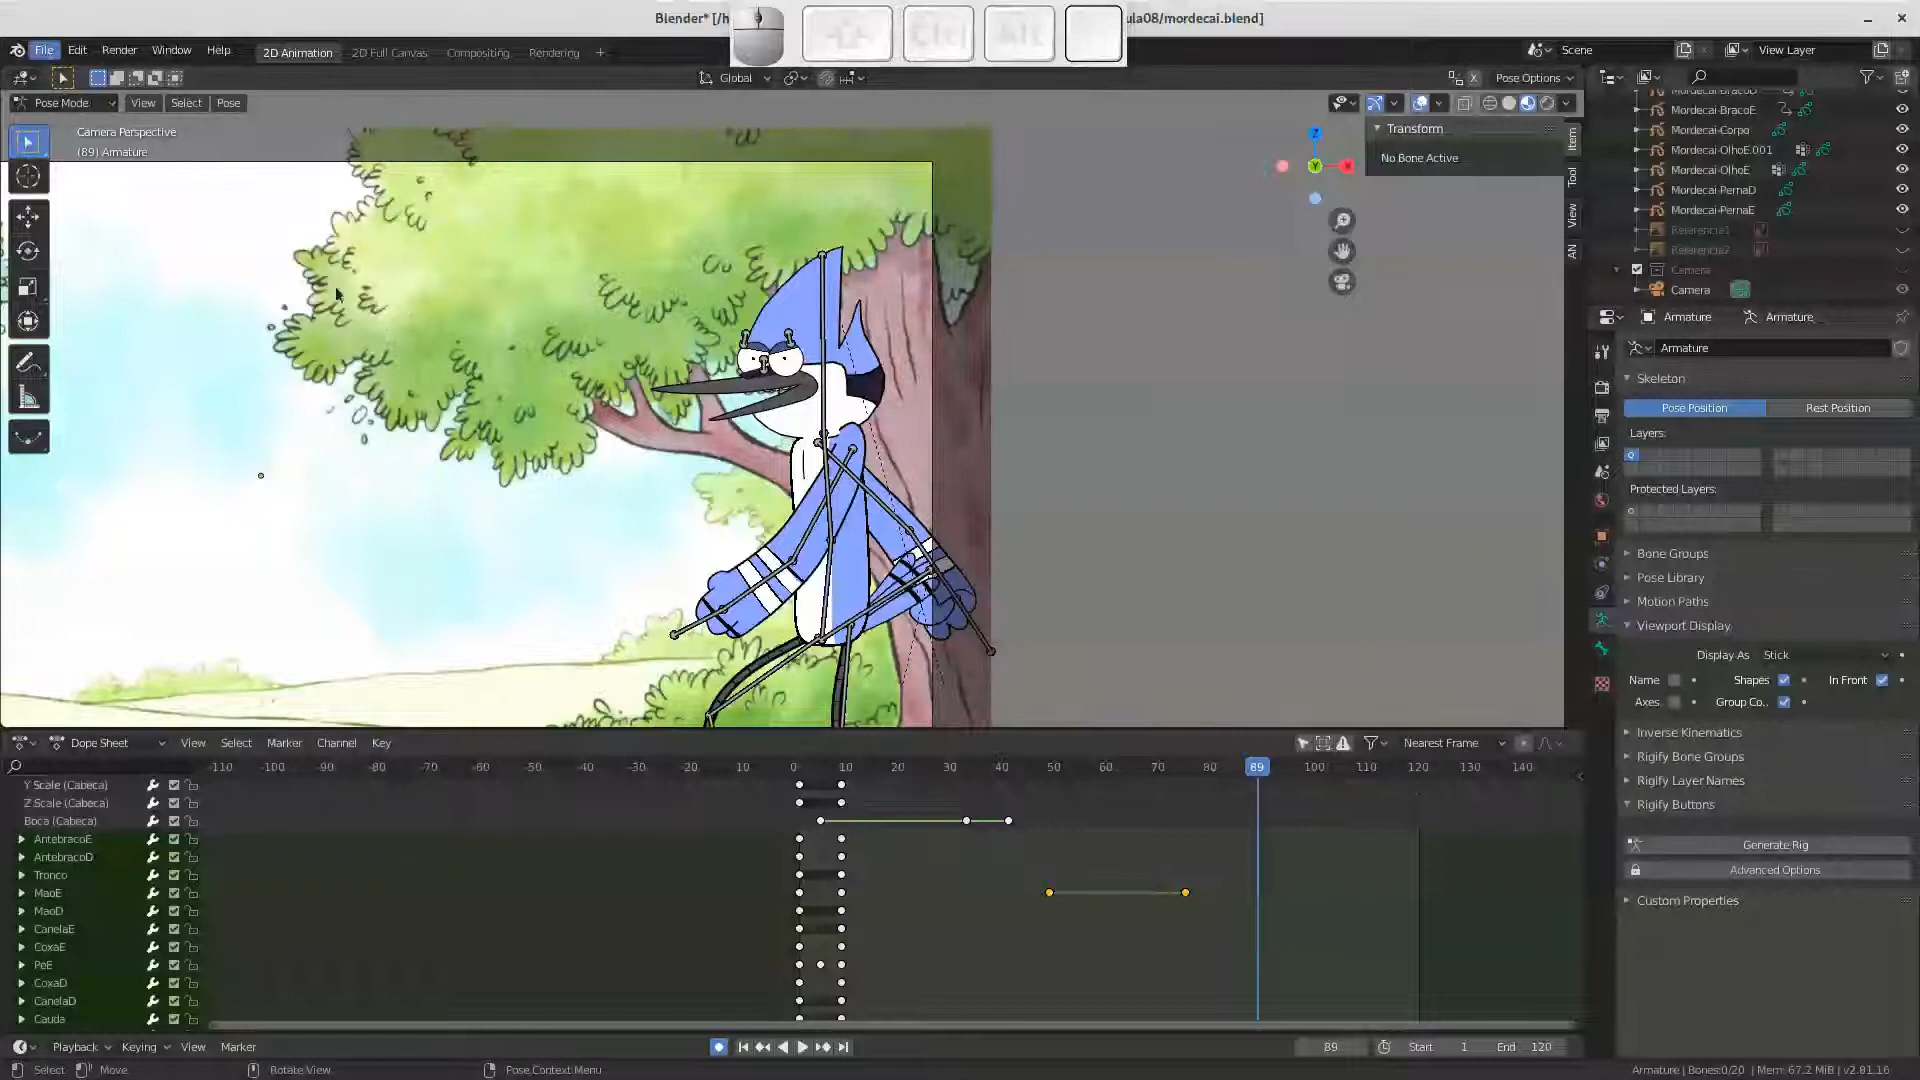 Blender* [/h
ula08/mordecai.blend]
Ctrl
Alt
File Edit Render Window Help
2D Animation 2D Full Canvas Compositing Rendering +
Scene
View Layer
Global
Pose Options
Pose Mode View Select Pose
Camera Perspective
(89) Armature
Transform
No Bone Active
Item
Tool
View
AN
Z
Y
X
Mordecai-BracoD
Mordecai-BracoE
Mordecai-Corpo
Mordecai-OlhoE.001
Mordecai-OlhoE
Mordecai-PernaD
Mordecai-PernaE
Referencia1
Referencia2
Camera
Camera
Armature Armature
Armature
Skeleton
Pose Position Rest Position
Layers:
Protected Layers:
Bone Groups
Pose Library
Motion Paths
Viewport Display
Display As Stick
Name Shapes In Front
Axes Group Co..
Inverse Kinematics
Rigify Bone Groups
Rigify Layer Names
Rigify Buttons
Generate Rig
Advanced Options
Custom Properties
Dope Sheet View Select Marker Channel Key
Nearest Frame
-110 -100 -90 -80 -70 -60 -50 -40 -30 -20 -10 0 10 20 30 40 50 60 70 80 89 100 110 120 130 140
Y Scale (Cabeca)
Z Scale (Cabeca)
Boca (Cabeca)
AntebracoE
AntebracoD
Tronco
MaoE
MaoD
CanelaE
CoxaE
PeE
CoxaD
CanelaD
Cauda
Playback Keying View Marker
89 Start 1 End 120
Select Move Rotate View Pose Context Menu
Armature | Bones:0/20 | Mem: 67.2 MiB | v2.81.16